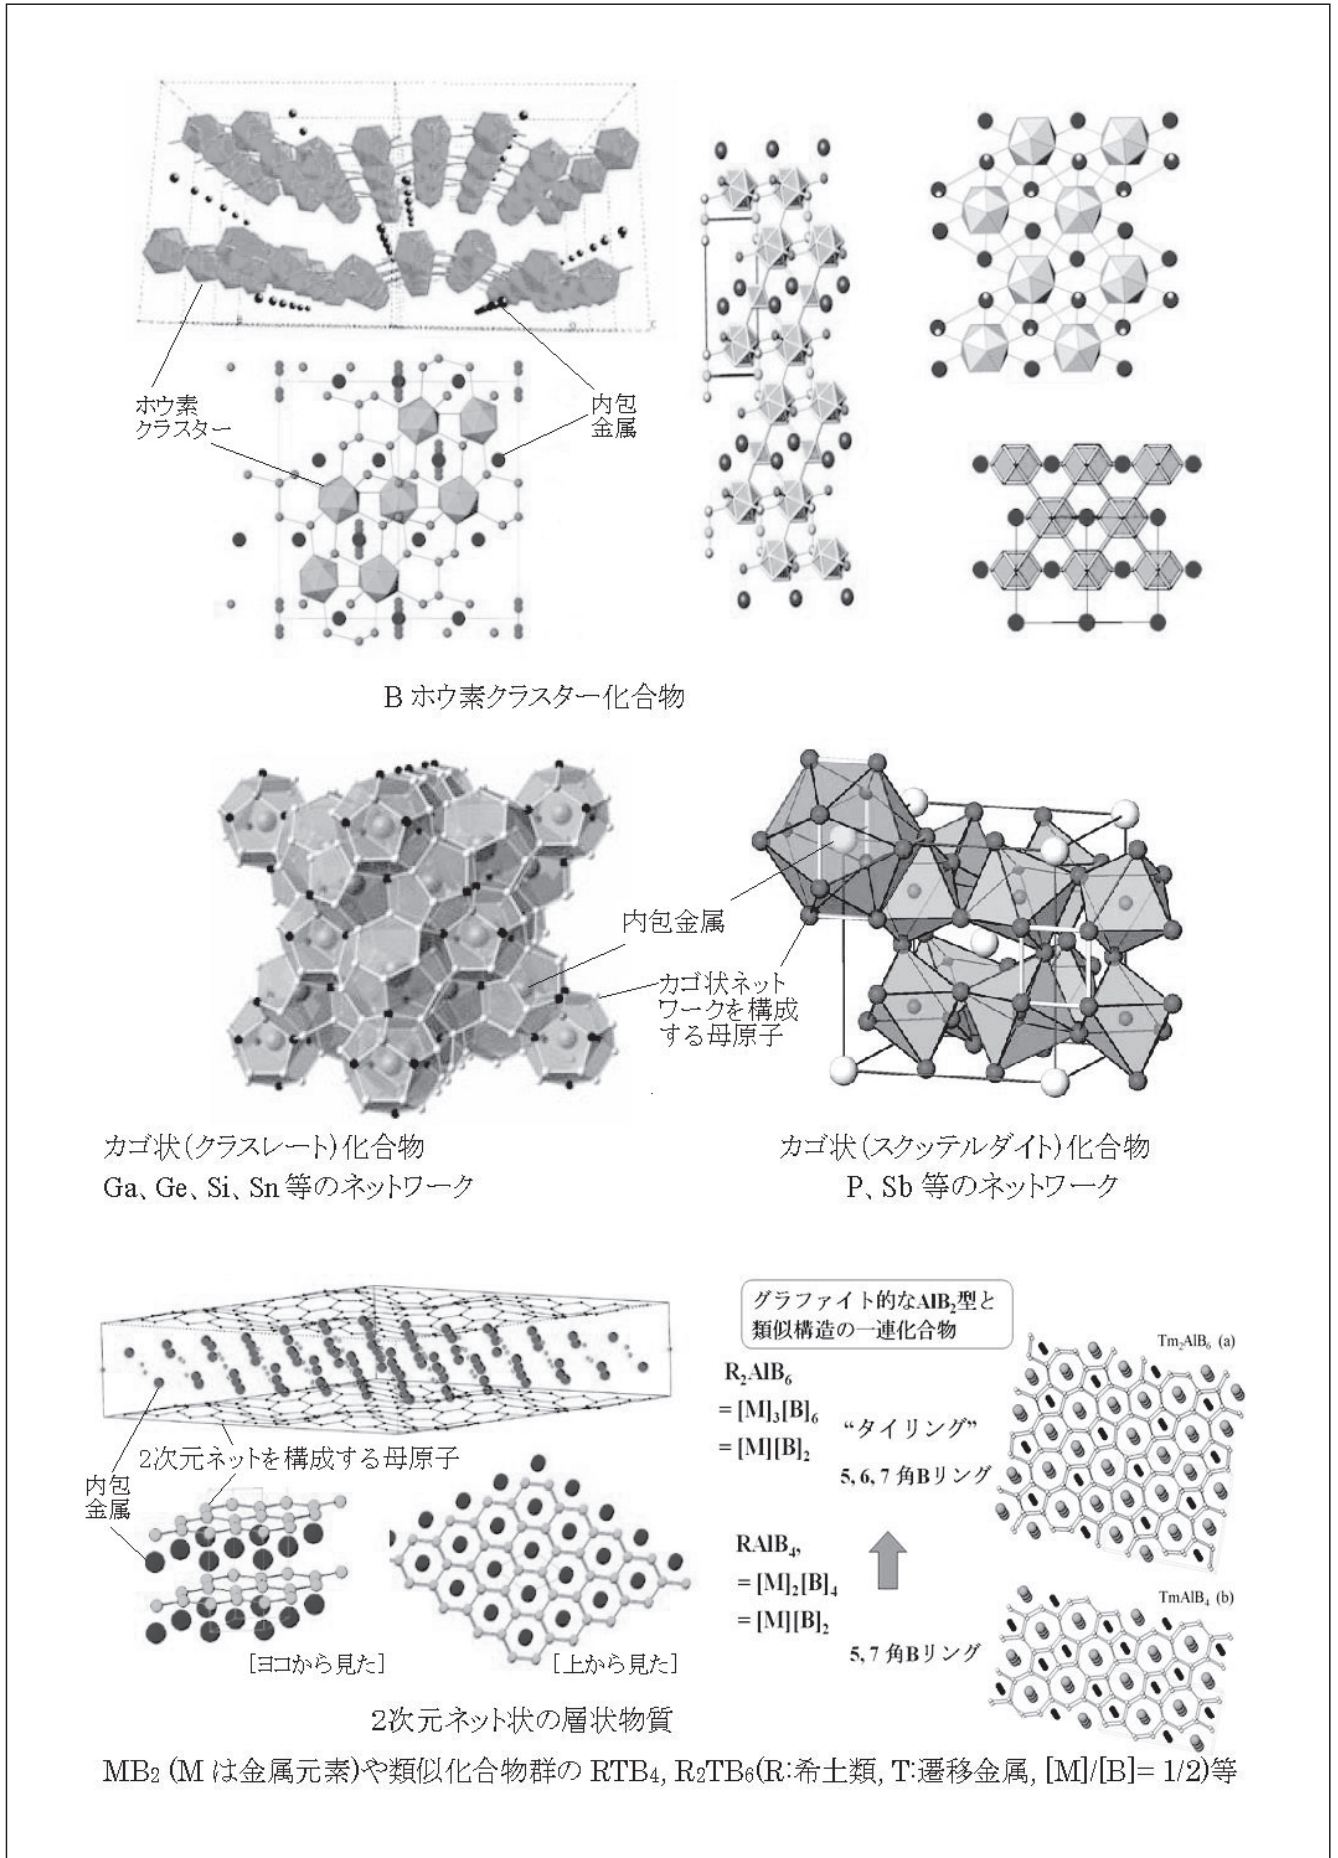 ホウ素
クラスター
内包
金属
B ホウ素クラスター化合物
内包金属
カゴ状ネット
ワークを構成
する母原子
カゴ状(クラスレート)化合物
Ga、Ge、Si、Sn 等のネットワーク
カゴ状(スクッテルダイト)化合物
P、Sb 等のネットワーク
2次元ネットを構成する母原子
内包
金属
[ヨコから見た]
[上から見た]
グラファイト的なAlB₂型と
類似構造の一連化合物
R₂AlB₆
= [M]₃[B]₆
= [M][B]₂
“タイリング”
5, 6, 7 角Bリング
RAlB₄,
= [M]₂[B]₄
= [M][B]₂
5, 7 角Bリング
Tm₂AlB₆ (a)
TmAlB₄ (b)
2次元ネット状の層状物質
MB₂ (M は金属元素)や類似化合物群の RTB₄, R₂TB₆(R:希土類, T:遷移金属, [M]/[B]= 1/2)等